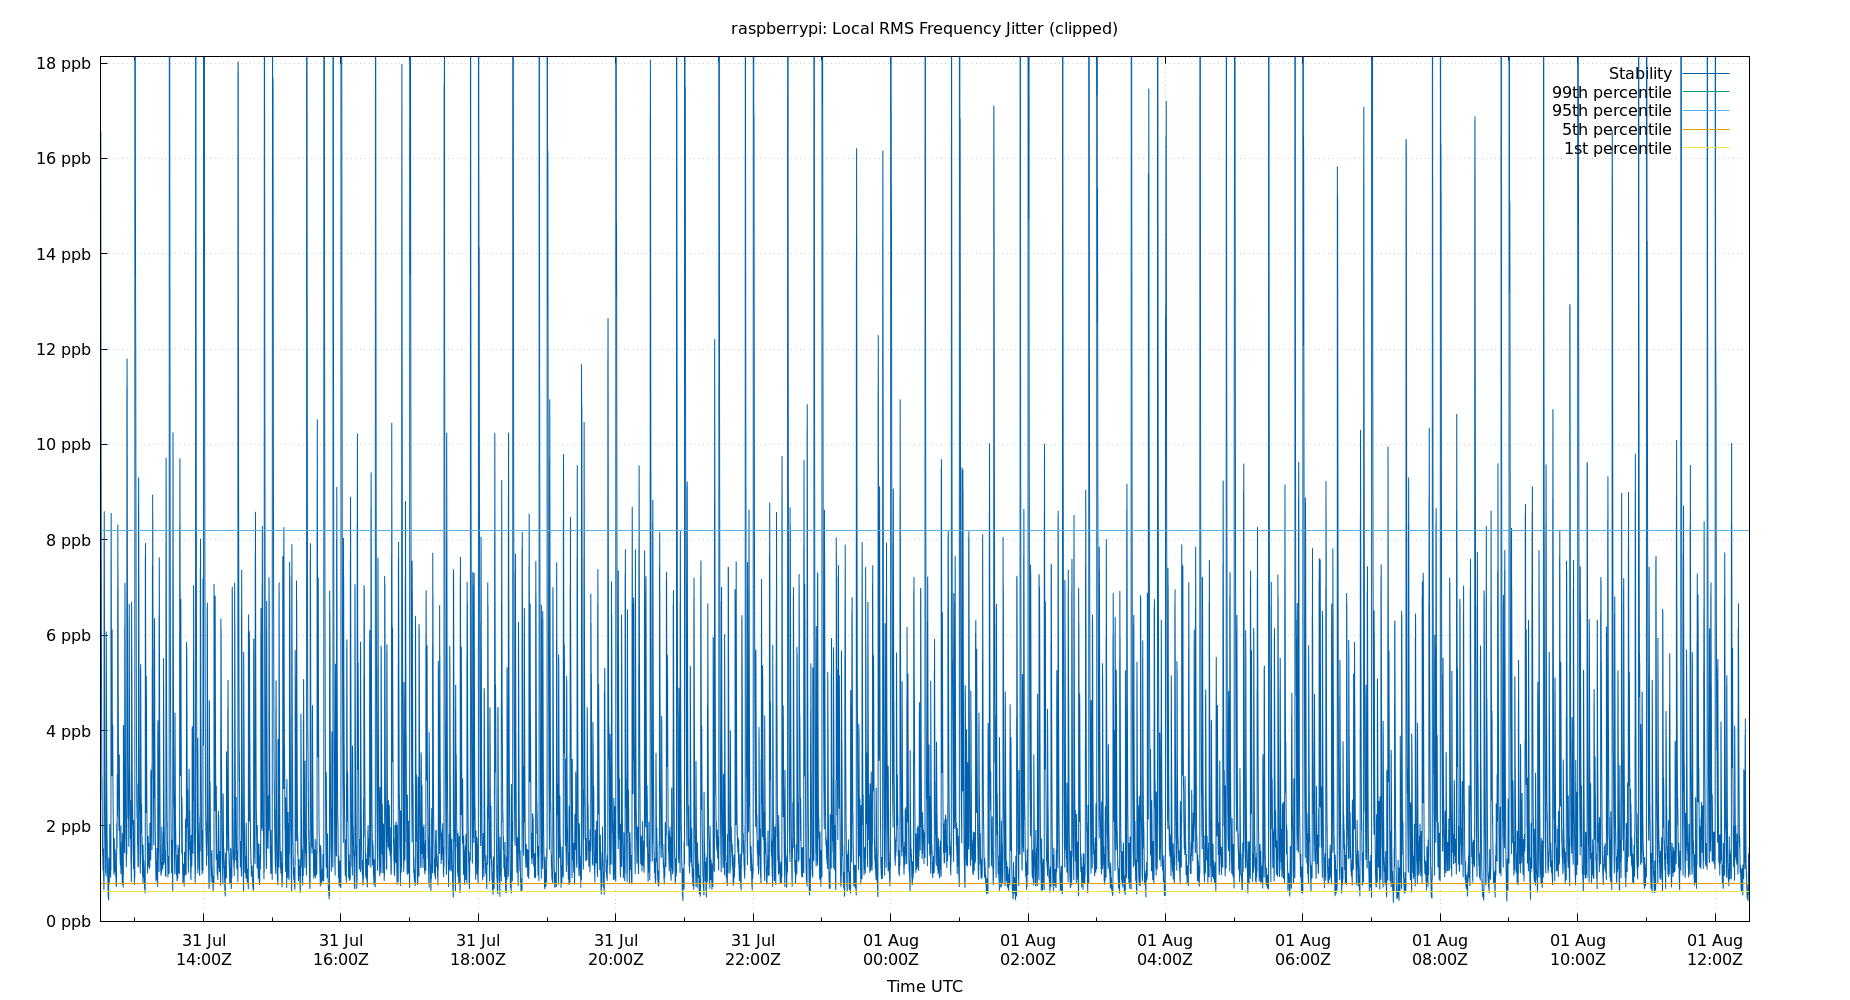 raspberrypi: Local RMS Frequency Jitter (clipped)
18 ppb
16 ppb
14 ppb
12 ppb
10 ppb
8 ppb
6 ppb
4 ppb
2 ppb
0 ppb
Stability
99th percentile
95th percentile
5th percentile
1st percentile
31 Jul 31 Jul 31 Jul 31 Jul 31 Jul 01 Aug 01 Aug 01 Aug 01 Aug 01 Aug 01 Aug 01 Aug
14:00Z 16:00Z 18:00Z 20:00Z 22:00Z 00:00Z 02:00Z 04:00Z 06:00Z 08:00Z 10:00Z 12:00Z
Time UTC